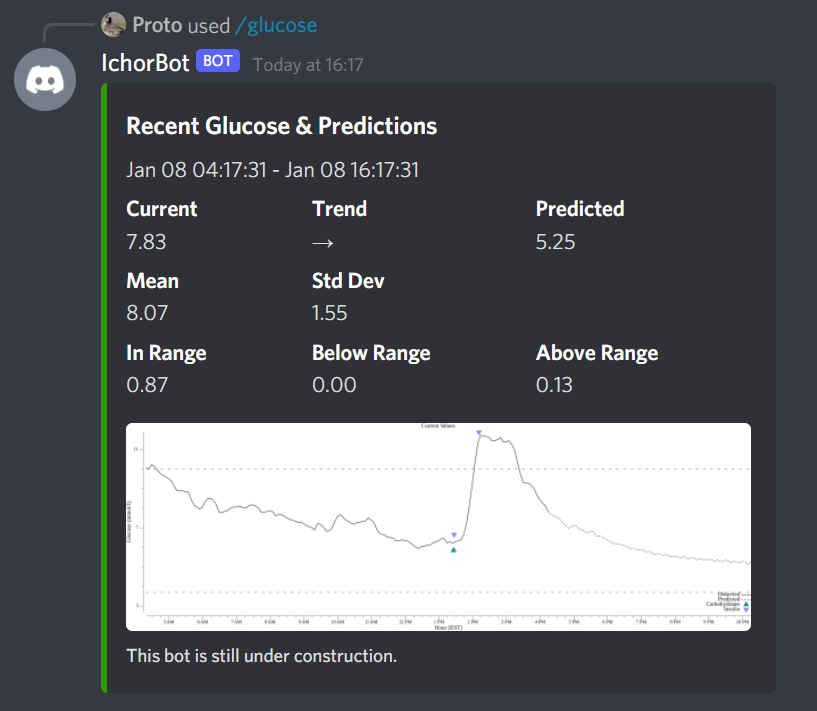 Proto used /glucose
IchorBot BOT Today at 16:17
Recent Glucose & Predictions
Jan 08 04:17:31 - Jan 08 16:17:31
Current Trend Predicted
7.83 → 5.25
Mean Std Dev
8.07 1.55
In Range Below Range Above Range
0.87 0.00 0.13
Current Values
Glucose (mmol/l)
5 AM 6 AM 7 AM 8 AM 9 AM 10 AM 11 AM 12 PM 1 PM 2 PM 3 PM 4 PM 5 PM 6 PM 7 PM 8 PM 9 PM 10 PM
Hour (EST)
Observed
Predicted
Carbohydrates
Insulin
This bot is still under construction.